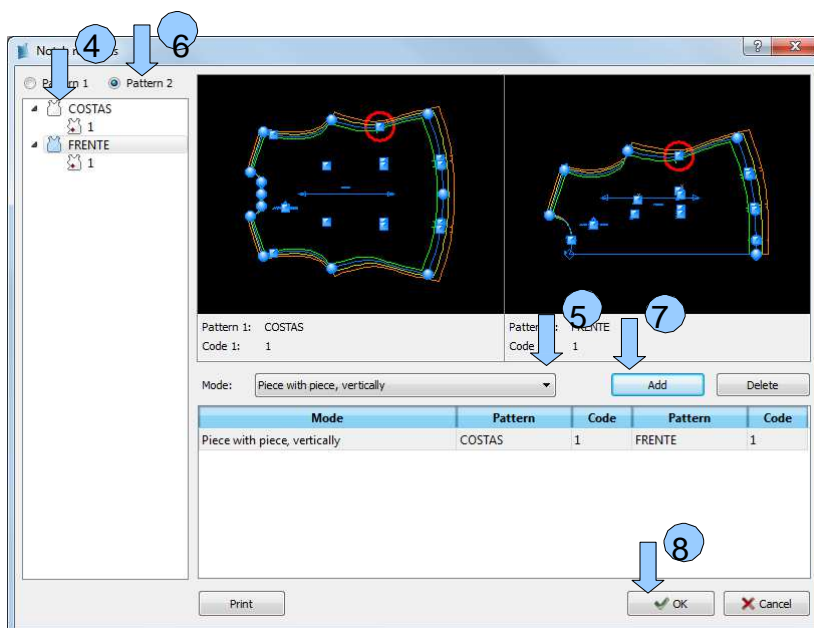 4
6
5
7
8
Pattern 2
COSTAS
1
FRENTE
1
Pattern 1: COSTAS
Code 1: 1
Code 1
Mode: Piece with piece, vertically
Add Delete
Mode Pattern Code Pattern Code
Piece with piece, vertically COSTAS 1 FRENTE 1
Print OK Cancel